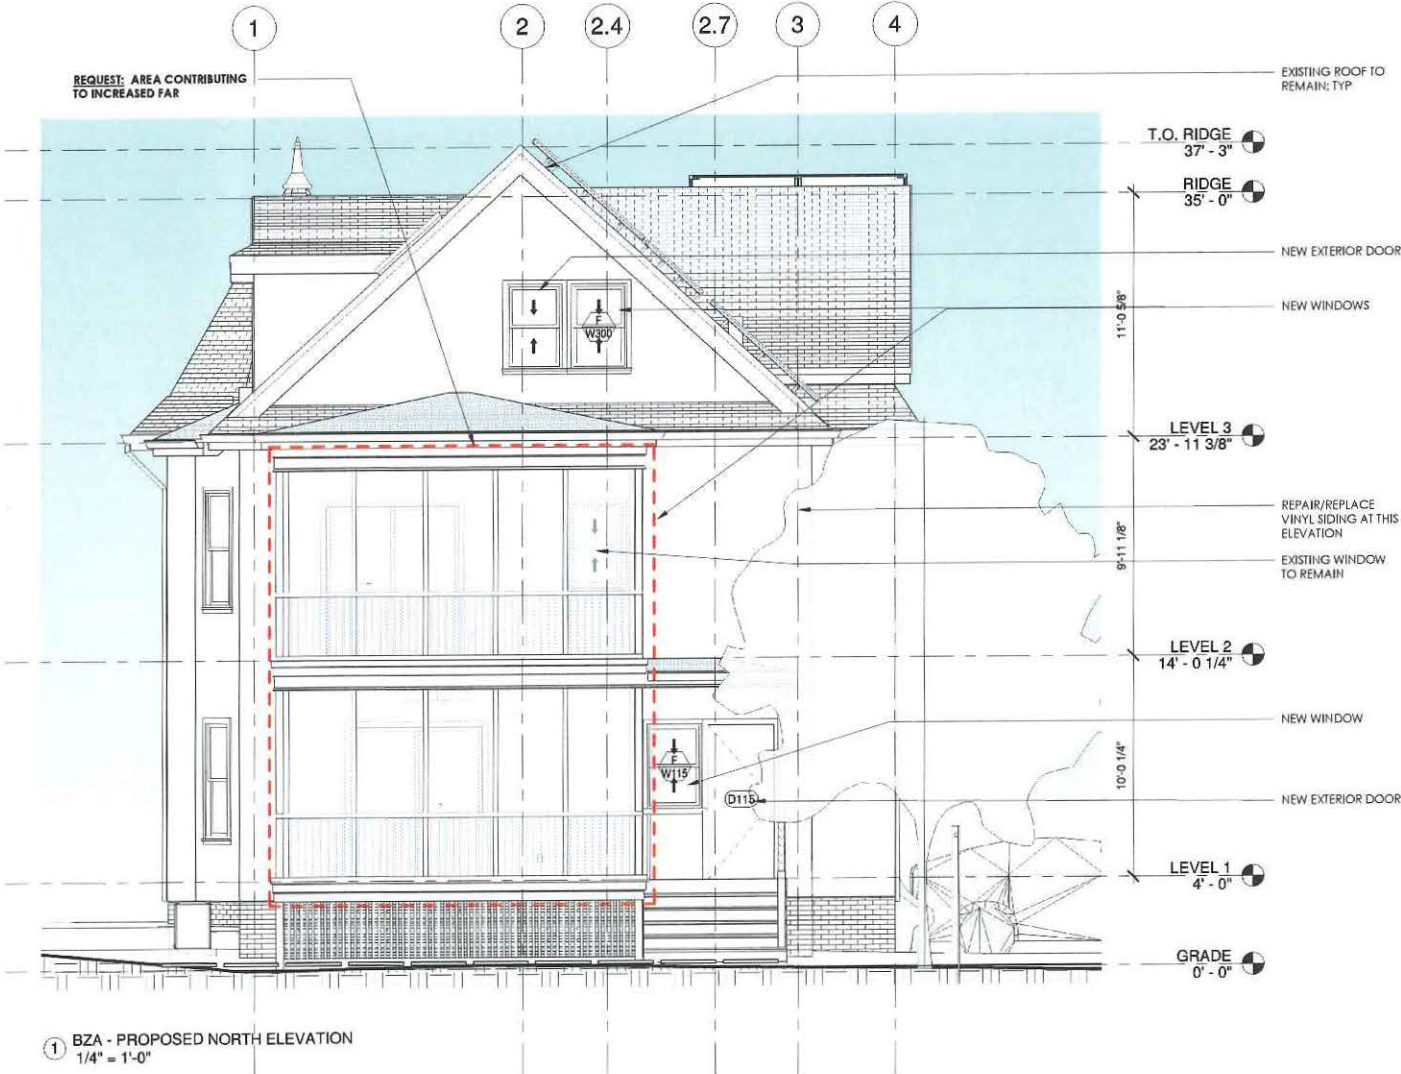 1
2
2.4
2.7
3
4
REQUEST: AREA CONTRIBUTING
TO INCREASED FAR
EXISTING ROOF TO
REMAIN; TYP
T.O. RIDGE
37' - 3"
RIDGE
35' - 0"
NEW EXTERIOR DOOR
NEW WINDOWS
11'-0 5/8"
F
W300
LEVEL 3
23' - 11 3/8"
REPAIR/REPLACE
VINYL SIDING AT THIS
ELEVATION
9'-11 1/8"
EXISTING WINDOW
TO REMAIN
LEVEL 2
14' - 0 1/4"
NEW WINDOW
F
W115
10'-0 1/4"
D115
NEW EXTERIOR DOOR
LEVEL 1
4' - 0"
GRADE
0' - 0"
1
BZA - PROPOSED NORTH ELEVATION
1/4" = 1'-0"